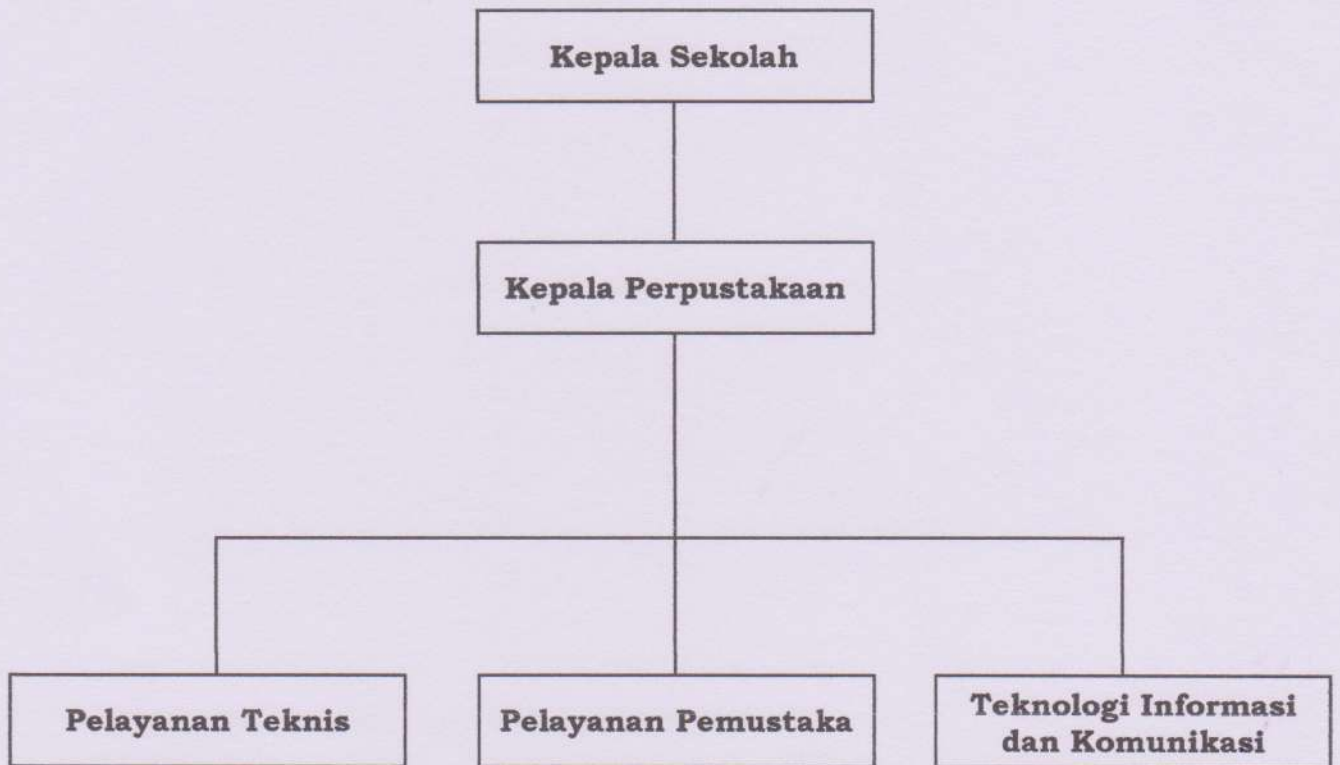 Kepala Sekolah
Kepala Perpustakaan
Pelayanan Teknis
Pelayanan Pemustaka
Teknologi Informasi
dan Komunikasi